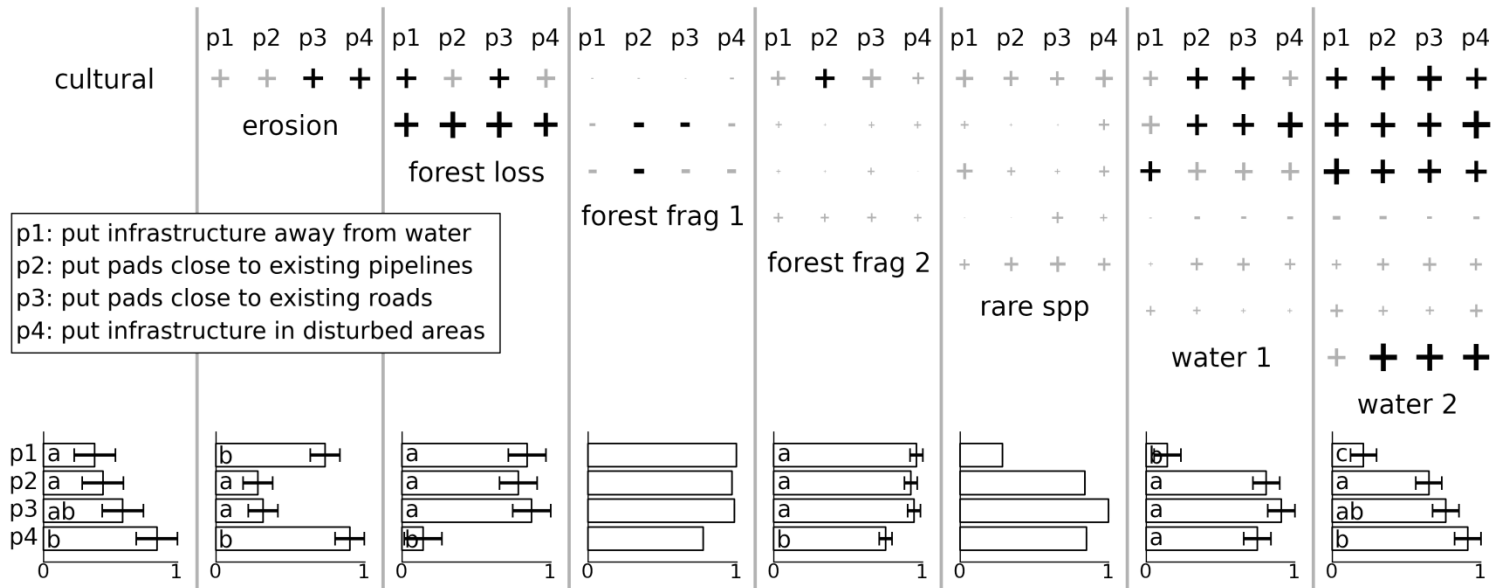 p1 p2 p3 p4 p1 p2 p3 p4 p1 p2 p3 p4 p1 p2 p3 p4 p1 p2 p3 p4 p1 p2 p3 p4 p1 p2 p3 p4
cultural
erosion
forest loss
forest frag 1
forest frag 2
rare spp
water 1
water 2
p1: put infrastructure away from water
p2: put pads close to existing pipelines
p3: put pads close to existing roads
p4: put infrastructure in disturbed areas
p1 a b a a b c
p2 a a a a a a
p3 ab a a a a ab
p4 b b b b a b
0 1 0 1 0 1 0 1 0 1 0 1 0 1 0 1